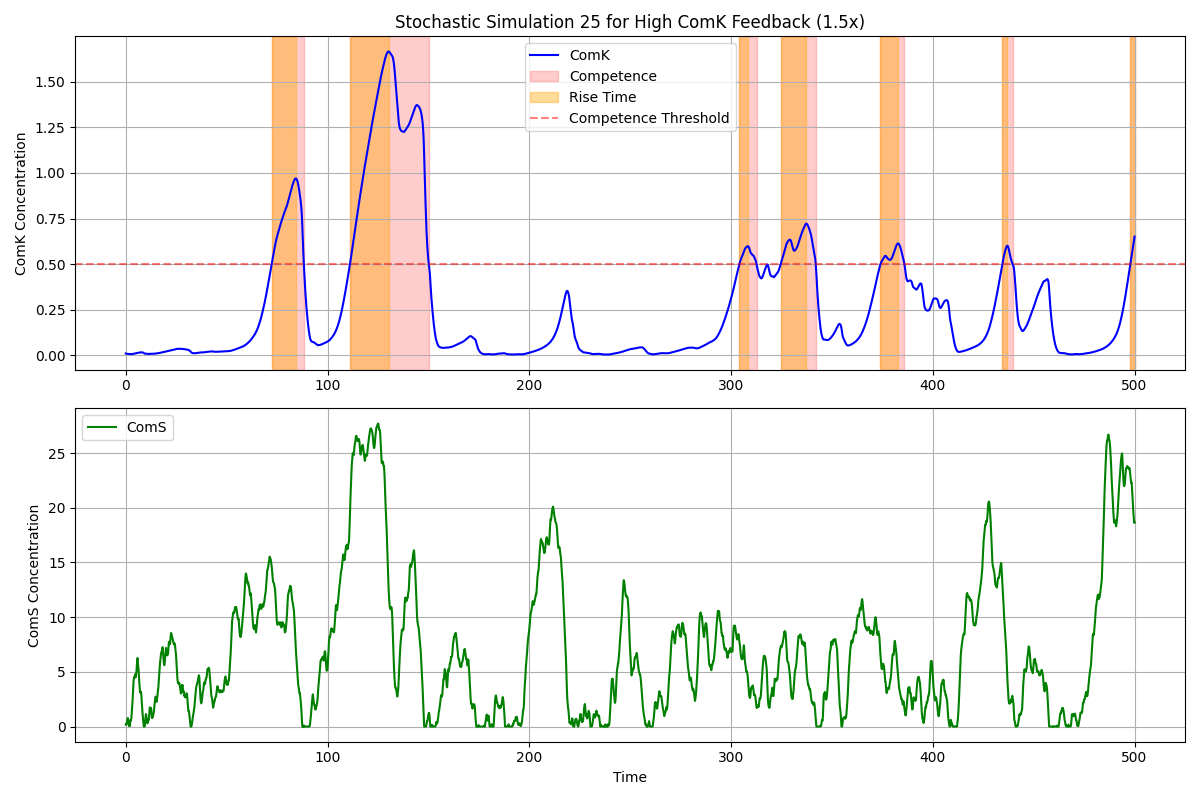 Stochastic Simulation 25 for High ComK Feedback (1.5x)
ComK Concentration
1.50
1.25
1.00
0.75
0.50
0.25
0.00
ComK
Competence
Rise Time
Competence Threshold
0 100 200 300 400 500
ComS Concentration
25
20
15
10
5
0
ComS
0 100 200 300 400 500
Time